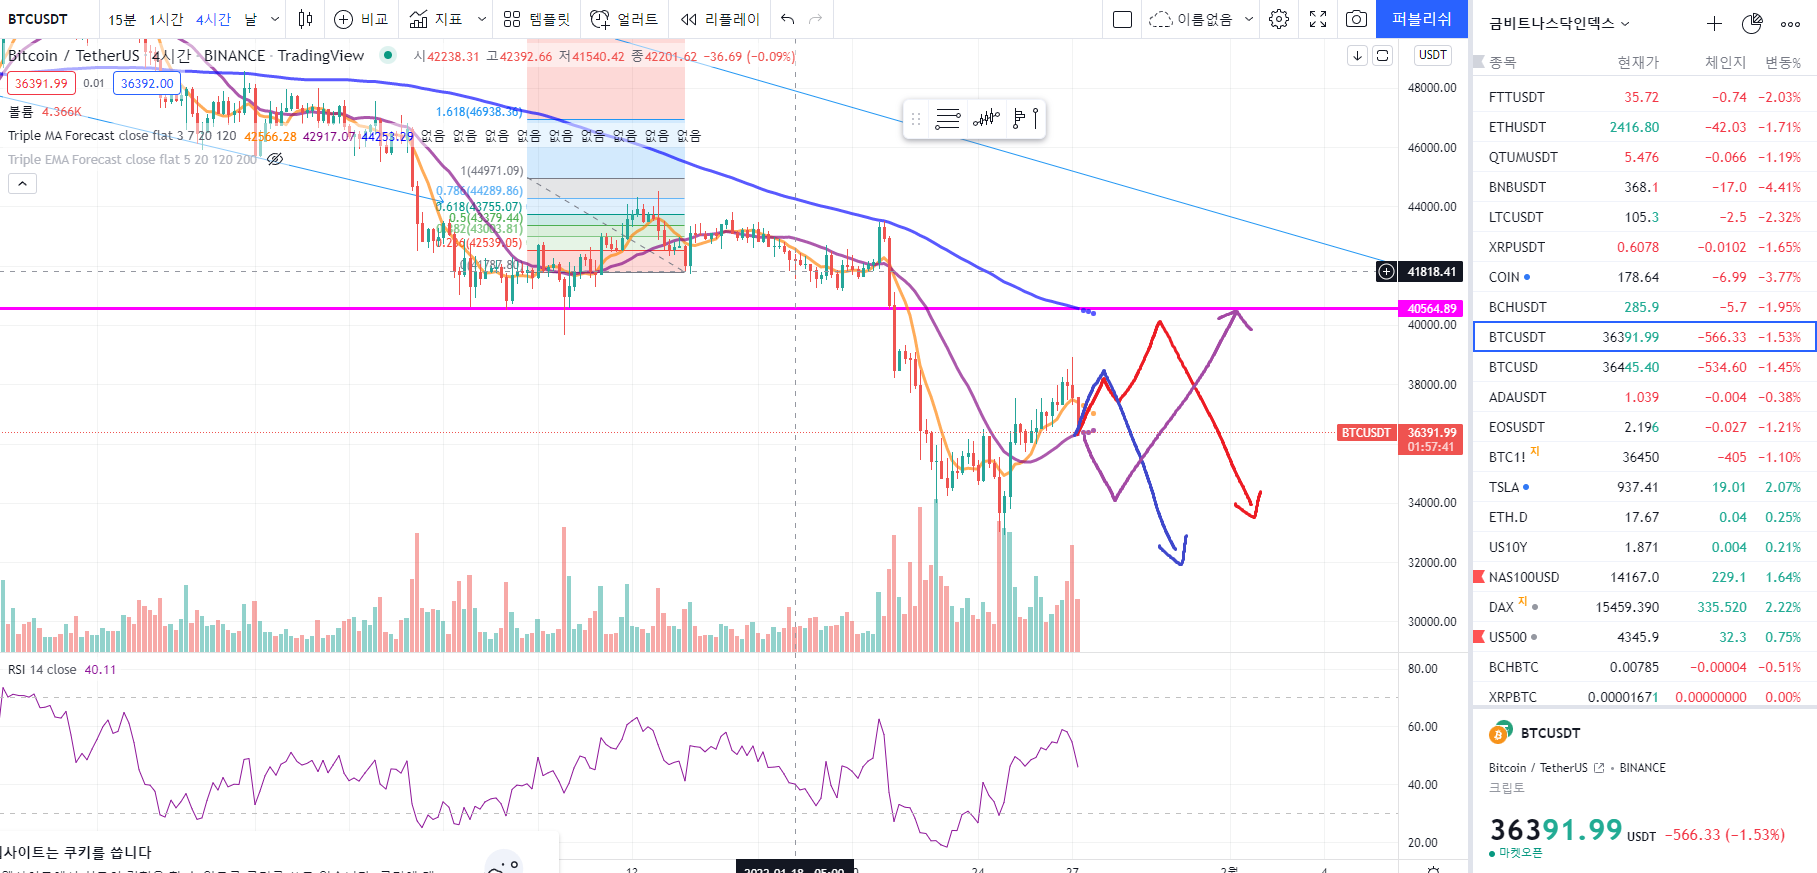 BTCUSDT 15분 1시간 4시간 날 비교 지표 템플릿 얼러트 리플레이 이름없음 퍼블리쉬
Bitcoin / TetherUS · 4시간 · BINANCE · TradingView 시42238.31 고42392.66 저41540.42 종42201.62 −36.69 (−0.09%)
36391.99 0.01 36392.00
볼륨 4.366K
Triple MA Forecast close flat 3 7 20 120 42566.28 42917.07 44253.29 없음 없음 없음 없음 없음 없음 없음 없음 없음
Triple EMA Forecast close flat 5 20 120 200
1.618(46938.36)
1(44971.09)
0.786(44289.86)
0.618(43755.07)
0.5(43379.44)
0.382(43003.81)
0.236(42539.05)
0(41787.80)
USDT
48000.00
46000.00
44000.00
41818.41
40564.89
40000.00
38000.00
BTCUSDT 36391.99
01:57:41
34000.00
32000.00
30000.00
RSI 14 close 40.11
80.00
60.00
40.00
20.00
사이트는 쿠키를 씁니다
12 2022-01-18 24 27 2월 4
금비트나스닥인덱스
종목 현재가 체인지 변동%
FTTUSDT 35.72 −0.74 −2.03%
ETHUSDT 2416.80 −42.03 −1.71%
QTUMUSDT 5.476 −0.066 −1.19%
BNBUSDT 368.1 −17.0 −4.41%
LTCUSDT 105.3 −2.5 −2.32%
XRPUSDT 0.6078 −0.0102 −1.65%
COIN 178.64 −6.99 −3.77%
BCHUSDT 285.9 −5.7 −1.95%
BTCUSDT 36391.99 −566.33 −1.53%
BTCUSD 36445.40 −534.60 −1.45%
ADAUSDT 1.039 −0.004 −0.38%
EOSUSDT 2.196 −0.027 −1.21%
BTC1! 지 36450 −405 −1.10%
TSLA 937.41 19.01 2.07%
ETH.D 17.67 0.04 0.25%
US10Y 1.871 0.004 0.21%
NAS100USD 14167.0 229.1 1.64%
DAX 지 15459.390 335.520 2.22%
US500 4345.9 32.3 0.75%
BCHBTC 0.00785 −0.00004 −0.51%
XRPBTC 0.00001671 0.00000000 0.00%
BTCUSDT
Bitcoin / TetherUS • BINANCE
크립토
36391.99 USDT −566.33 (−1.53%)
마켓오픈